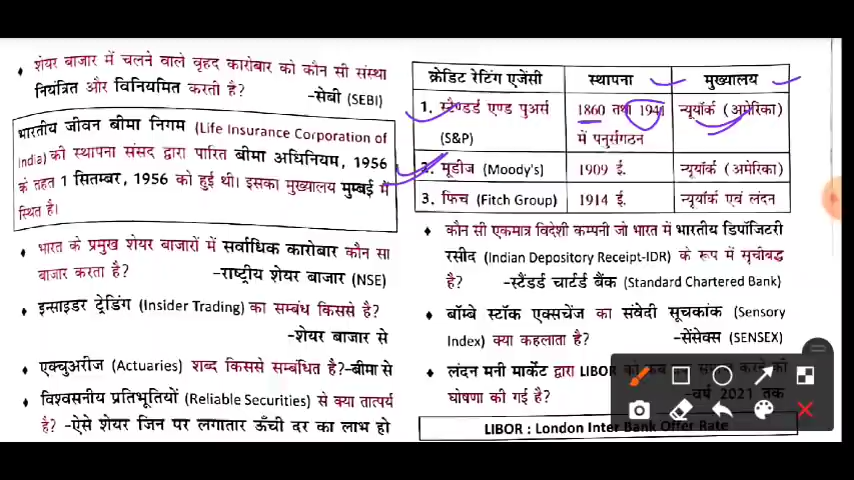 ♦ शेयर बाजार में चलने वाले वृहद कारोबार को कौन सी संस्था
नियंत्रित और विनियमित करती है? -सेबी (SEBI)
भारतीय जीवन बीमा निगम (Life Insurance Corporation of
India) की स्थापना संसद द्वारा पारित बीमा अधिनियम, 1956
के तहत 1 सितम्बर, 1956 को हुई थी। इसका मुख्यालय मुम्बई में
स्थित है।
♦ भारत के प्रमुख शेयर बाजारों में सर्वाधिक कारोबार कौन सा
बाजार करता है? -राष्ट्रीय शेयर बाजार (NSE)
♦ इन्साइडर ट्रेडिंग (Insider Trading) का सम्बंध किससे है?
-शेयर बाजार से
♦ एक्चुअरीज (Actuaries) शब्द किससे सम्बंधित है?-बीमा से
♦ विश्वसनीय प्रतिभूतियों (Reliable Securities) से क्या तात्पर्य
है? -ऐसे शेयर जिन पर लगातार ऊँची दर का लाभ हो
क्रेडिट रेटिंग एजेंसी स्थापना मुख्यालय
1. स्टैण्डर्ड एण्ड पुअर्स 1860 तथा 1941 न्यूयॉर्क (अमेरिका)
(S&P) में पनुर्सगठन
2. मूडीज (Moody's) 1909 ई. न्यूयॉर्क (अमेरिका)
3. फिच (Fitch Group) 1914 ई. न्यूयॉर्क एवं लंदन
♦ कौन सी एकमात्र विदेशी कम्पनी जो भारत में भारतीय डिपॉजिटरी
रसीद (Indian Depository Receipt-IDR) के रूप में सूचीबद्ध
है? -स्टैंडर्ड चार्टर्ड बैंक (Standard Chartered Bank)
♦ बॉम्बे स्टॉक एक्सचेंज का संवेदी सूचकांक (Sensory
Index) क्या कहलाता है? -सेंसेक्स (SENSEX)
♦ लंदन मनी मार्केट द्वारा LIBOR
घोषणा की गई है? -वर्ष 2021 तक
LIBOR : London Inter Bank Offer Rate